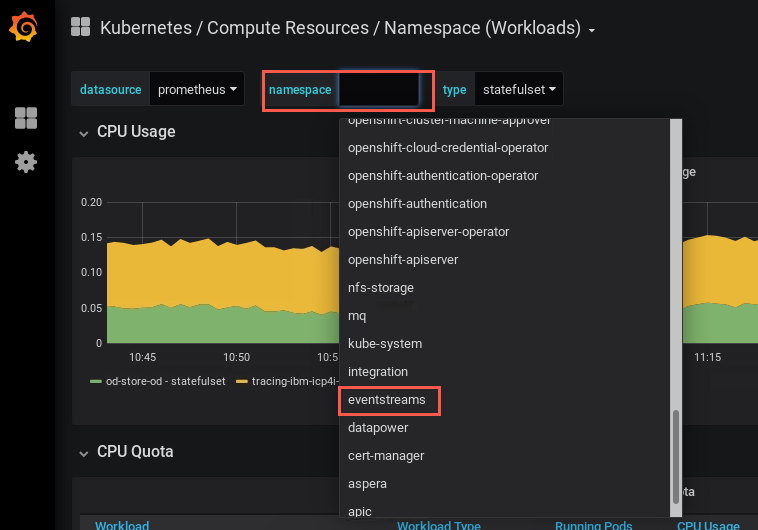 Kubernetes / Compute Resources / Namespace (Workloads)
datasource prometheus namespace type statefulset
CPU Usage
openshift-cluster-machine-approver
openshift-cloud-credential-operator
openshift-authentication-operator
openshift-authentication
openshift-apiserver-operator
openshift-apiserver
nfs-storage
mq
kube-system
integration
eventstreams
datapower
cert-manager
aspera
apic
ge
0.20
0.15
0.10
0.05
0
10:45 10:50 10:5 11:15
od-store-od - statefulset tracing-ibm-icp4i-
CPU Quota
ota
Workload Workload Type Running Pods CPU Usage